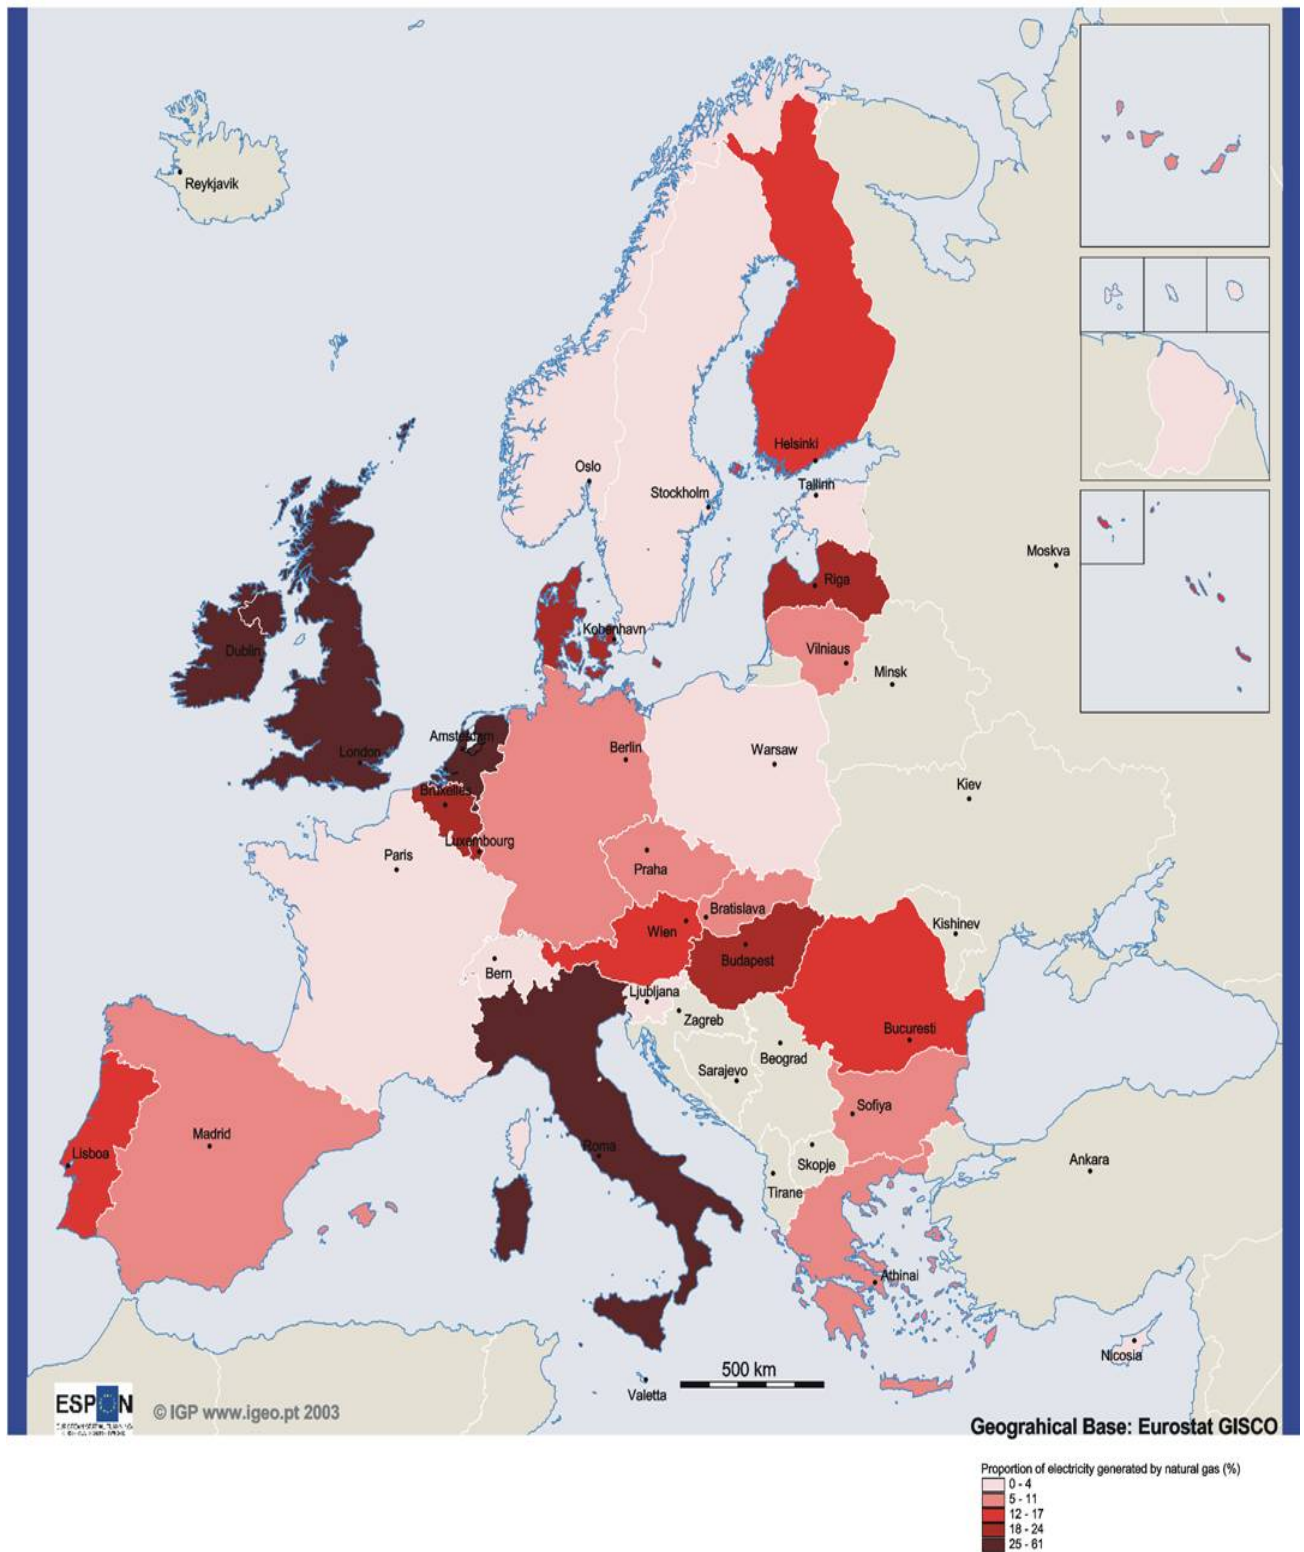 Reykjavik
Oslo
Helsinki
Stockholm
Tallinn
Moskva
Riga
Kobenhavn
Dublin
Vilniaus
Minsk
Amsterdam
London
Berlin
Warsaw
Kiev
Bruxelles
Luxembourg
Paris
Praha
Bratislava
Wien
Kishinev
Budapest
Bern
Ljubljana
Zagreb
Bucuresti
Beograd
Sarajevo
Sofiya
Madrid
Lisboa
Roma
Skopje
Ankara
Tirane
Athinai
Nicosia
500 km
Valetta
ESPON
© IGP www.igeo.pt 2003
Geograhical Base: Eurostat GISCO
Proportion of electricity generated by natural gas (%)
0 - 4
5 - 11
12 - 17
18 - 24
25 - 61